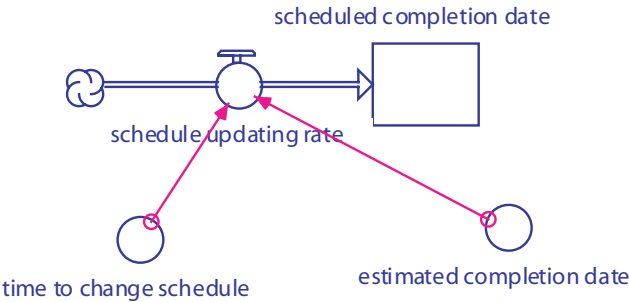 scheduled completion date
schedule updating rate
time to change schedule
estimated completion date